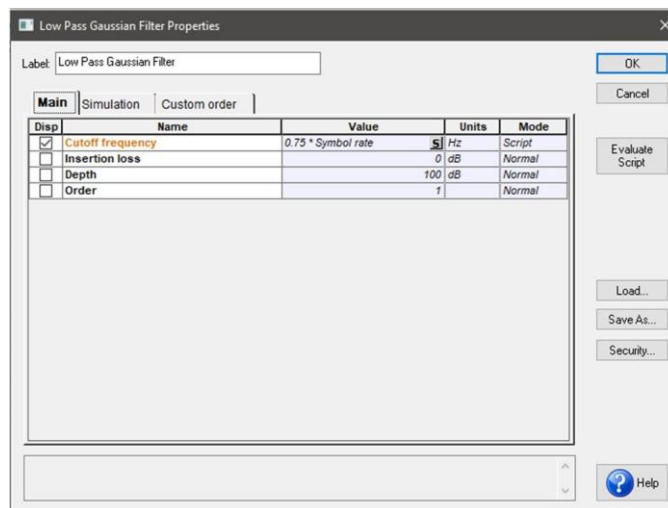 Low Pass Gaussian Filter Properties
Label: Low Pass Gaussian Filter
OK
Cancel
Main Simulation Custom order
Disp Name Value Units Mode
Cutoff frequency 0.75 * Symbol rate S Hz Script
Insertion loss 0 dB Normal
Depth 100 dB Normal
Order 1 Normal
Evaluate
Script
Load...
Save As...
Security...
? Help